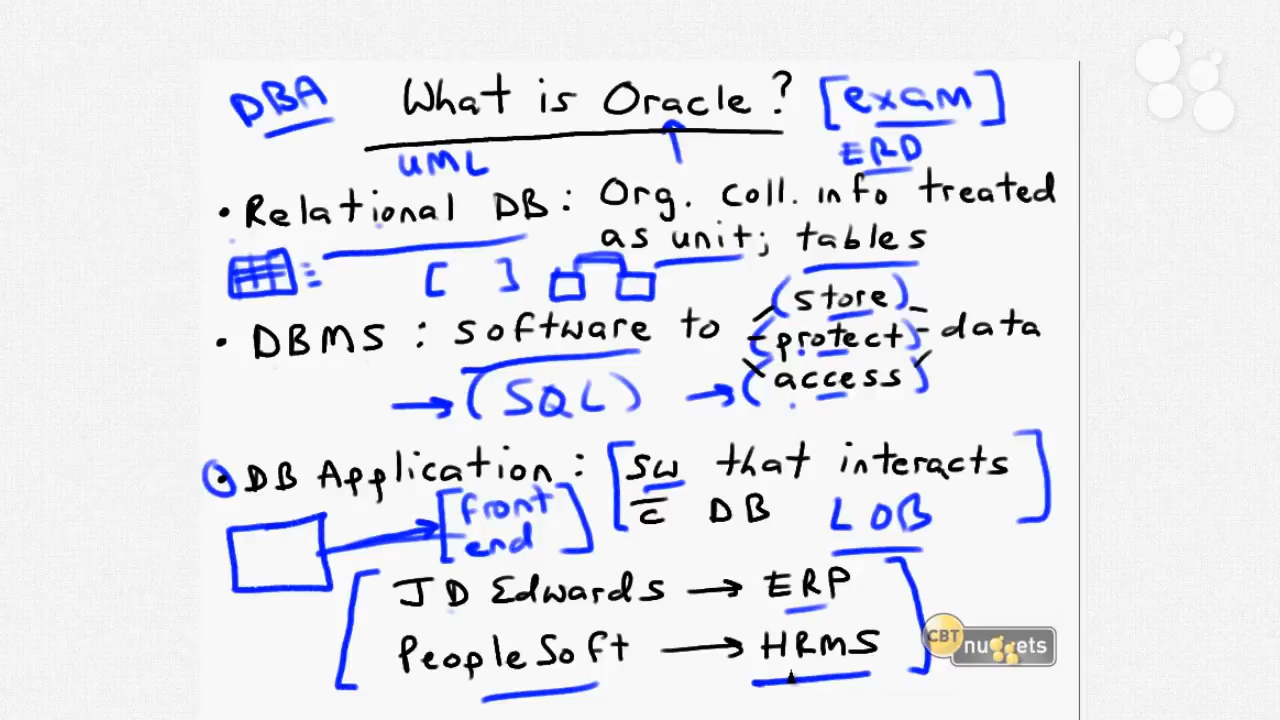 DBA What is Oracle? [exam]
UML ERD
• Relational DB: Org. coll. info treated
as unit; tables
[ ]
(store)
• DBMS: software to (protect) data
(access)
→ (SQL) →
• DB Application: [SW that interacts
c̄ DB LOB]
[front
end]
[JD Edwards → ERP
PeopleSoft → HRMS]
CBT nuggets